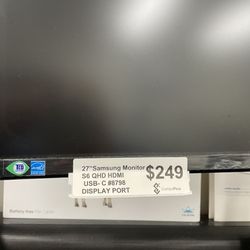 27"Samsung Monitor
S6 QHD HDMI
USB- C #8798
DISPLAY PORT
$249